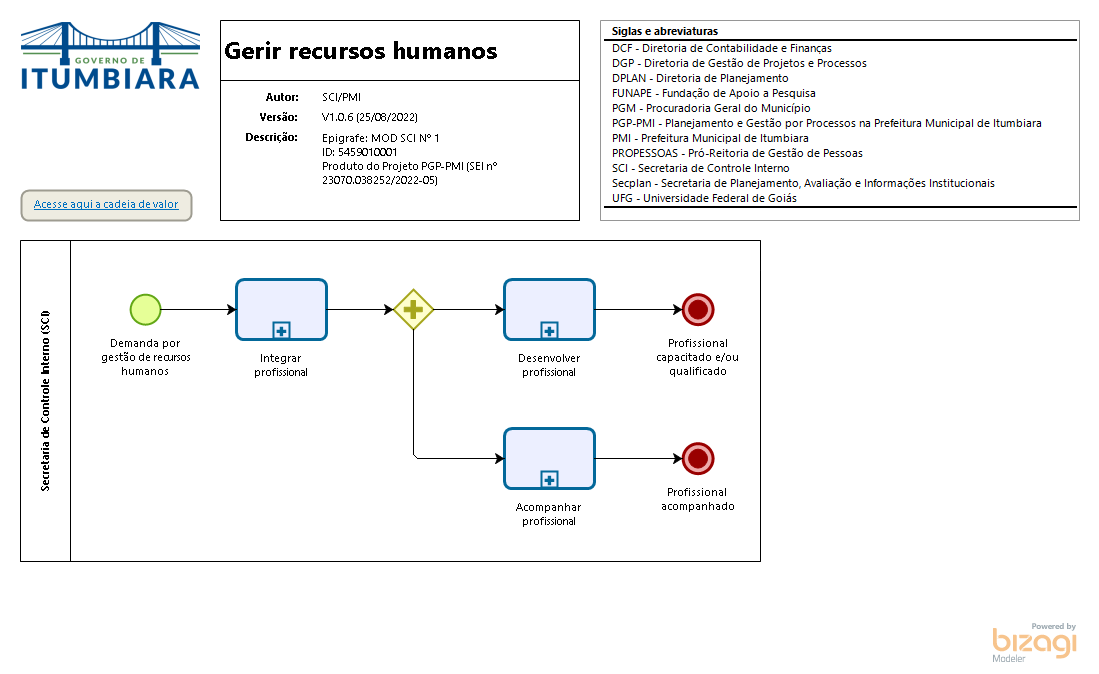 GOVERNO DE
ITUMBIARA
Acesse aqui a cadeia de valor
Gerir recursos humanos
Autor: SCI/PMI
Versão: V1.0.6 (25/08/2022)
Descrição: Epigrafe: MOD SCI Nº 1
ID: 5459010001
Produto do Projeto PGP-PMI (SEI nº
23070.038252/2022-05)
Siglas e abreviaturas
DCF - Diretoria de Contabilidade e Finanças
DGP - Diretoria de Gestão de Projetos e Processos
DPLAN - Diretoria de Planejamento
FUNAPE - Fundação de Apoio a Pesquisa
PGM - Procuradoria Geral do Município
PGP-PMI - Planejamento e Gestão por Processos na Prefeitura Municipal de Itumbiara
PMI - Prefeitura Municipal de Itumbiara
PROPESSOAS - Pró-Reitoria de Gestão de Pessoas
SCI - Secretaria de Controle Interno
Secplan - Secretaria de Planejamento, Avaliação e Informações Institucionais
UFG - Universidade Federal de Goiás
Secretaria de Controle Interno (SCI)
Demanda por
gestão de recursos
humanos
Integrar
profissional
Desenvolver
profissional
Profissional
capacitado e/ou
qualificado
Acompanhar
profissional
Profissional
acompanhado
Powered by
bizagi
Modeler